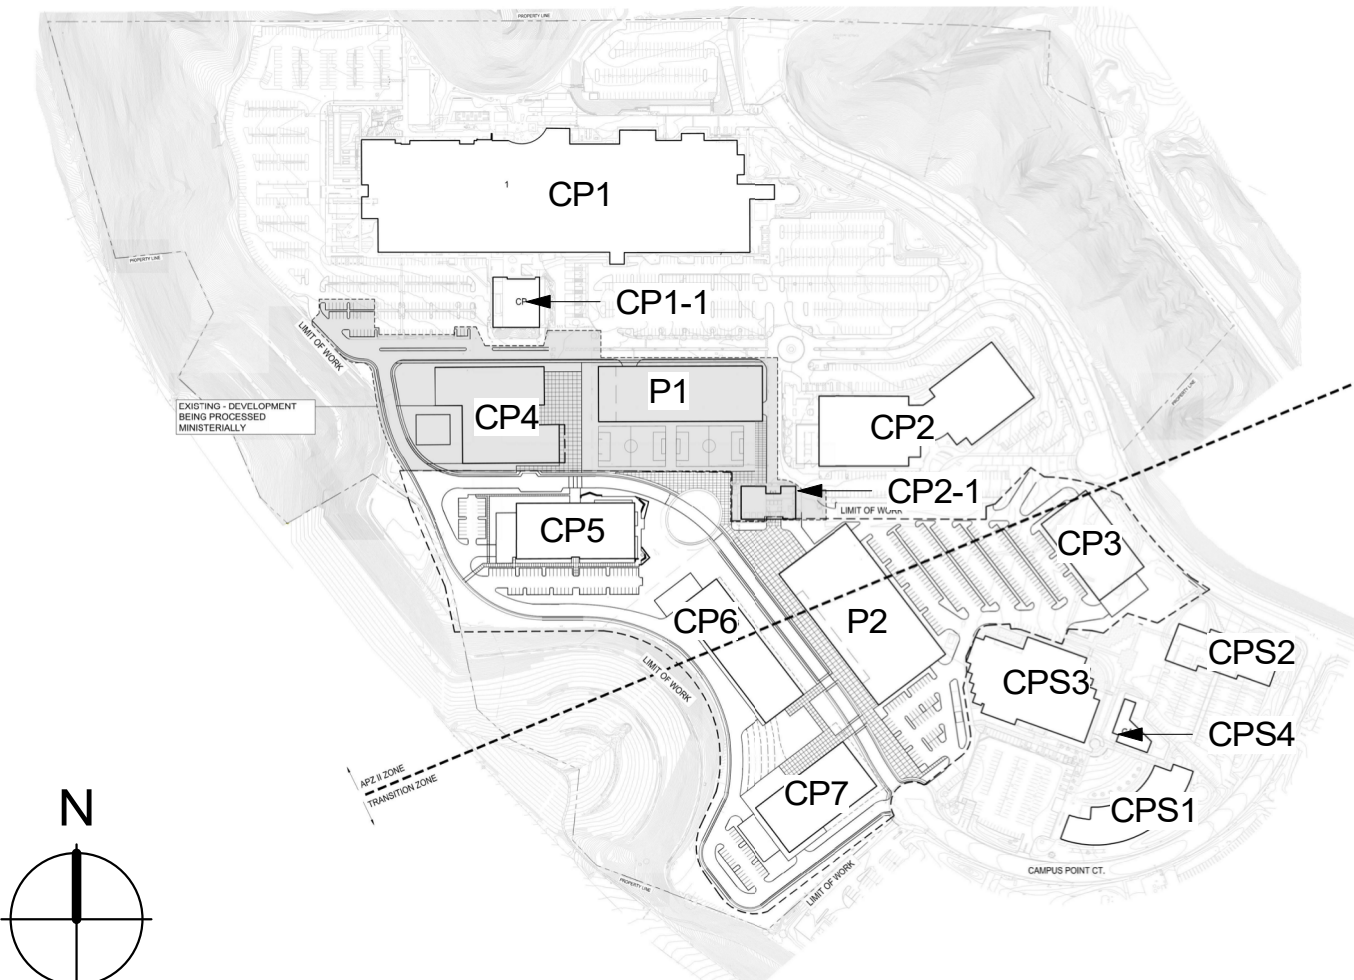 PROPERTY LINE
CP1
1
PROPERTY LINE
CP
CP1-1
LIMIT OF WORK
P1
PROPERTY LINE
EXISTING - DEVELOPMENT
BEING PROCESSED
MINISTERIALLY
CP4
CP2
CP2-1
LIMIT OF WORK
CP5
CP3
CP6
P2
LIMIT OF WORK
CPS2
CPS3
CPS4
APZ II ZONE
TRANSITION ZONE
CP7
CPS1
N
CAMPUS POINT CT.
PROPERTY LINE
LIMIT OF WORK